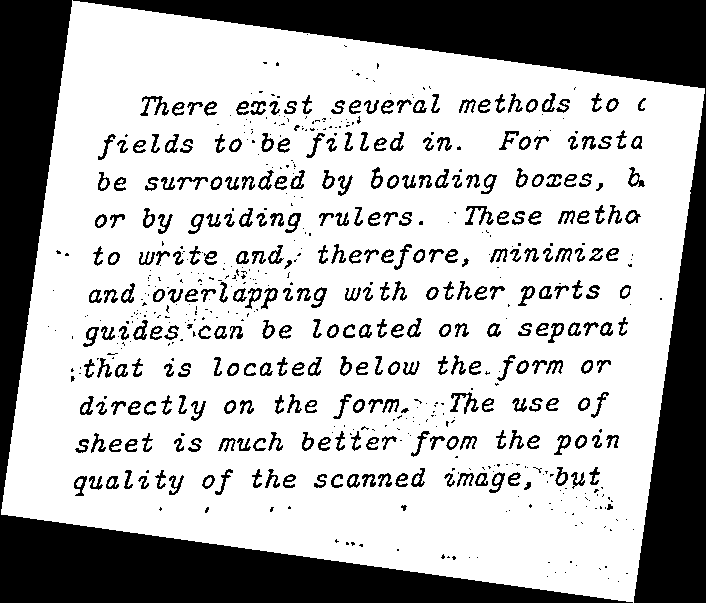 There exist several methods to
fields to be filled in. For insta
be surrounded by bounding boxes,
or by guiding rulers. These metho
to write and, therefore, minimize
and overlapping with other parts o
guides can be located on a separat
that is located below the form or
directly on the form. The use of
sheet is much better from the poin
quality of the scanned image, but